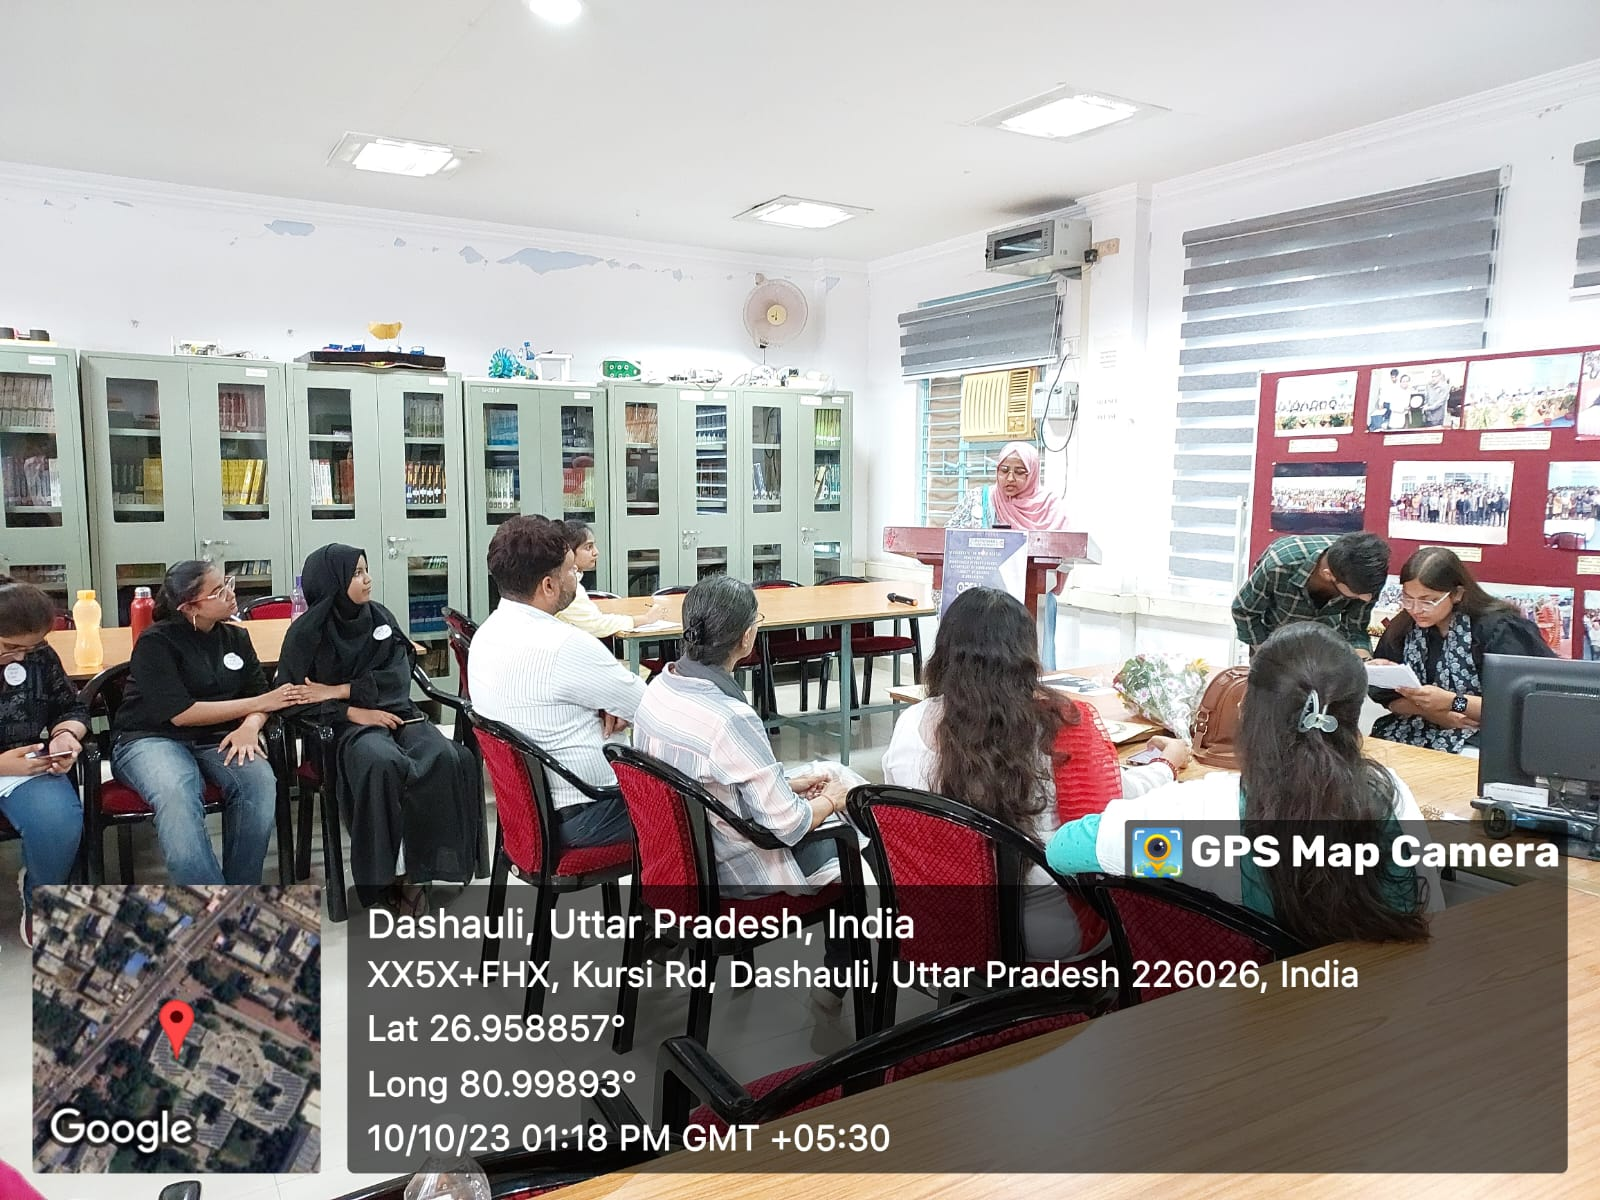 GPS Map Camera
Dashauli, Uttar Pradesh, India
XX5X+FHX, Kursi Rd, Dashauli, Uttar Pradesh 226026, India
Lat 26.958857°
Long 80.99893°
10/10/23 01:18 PM GMT +05:30
Google